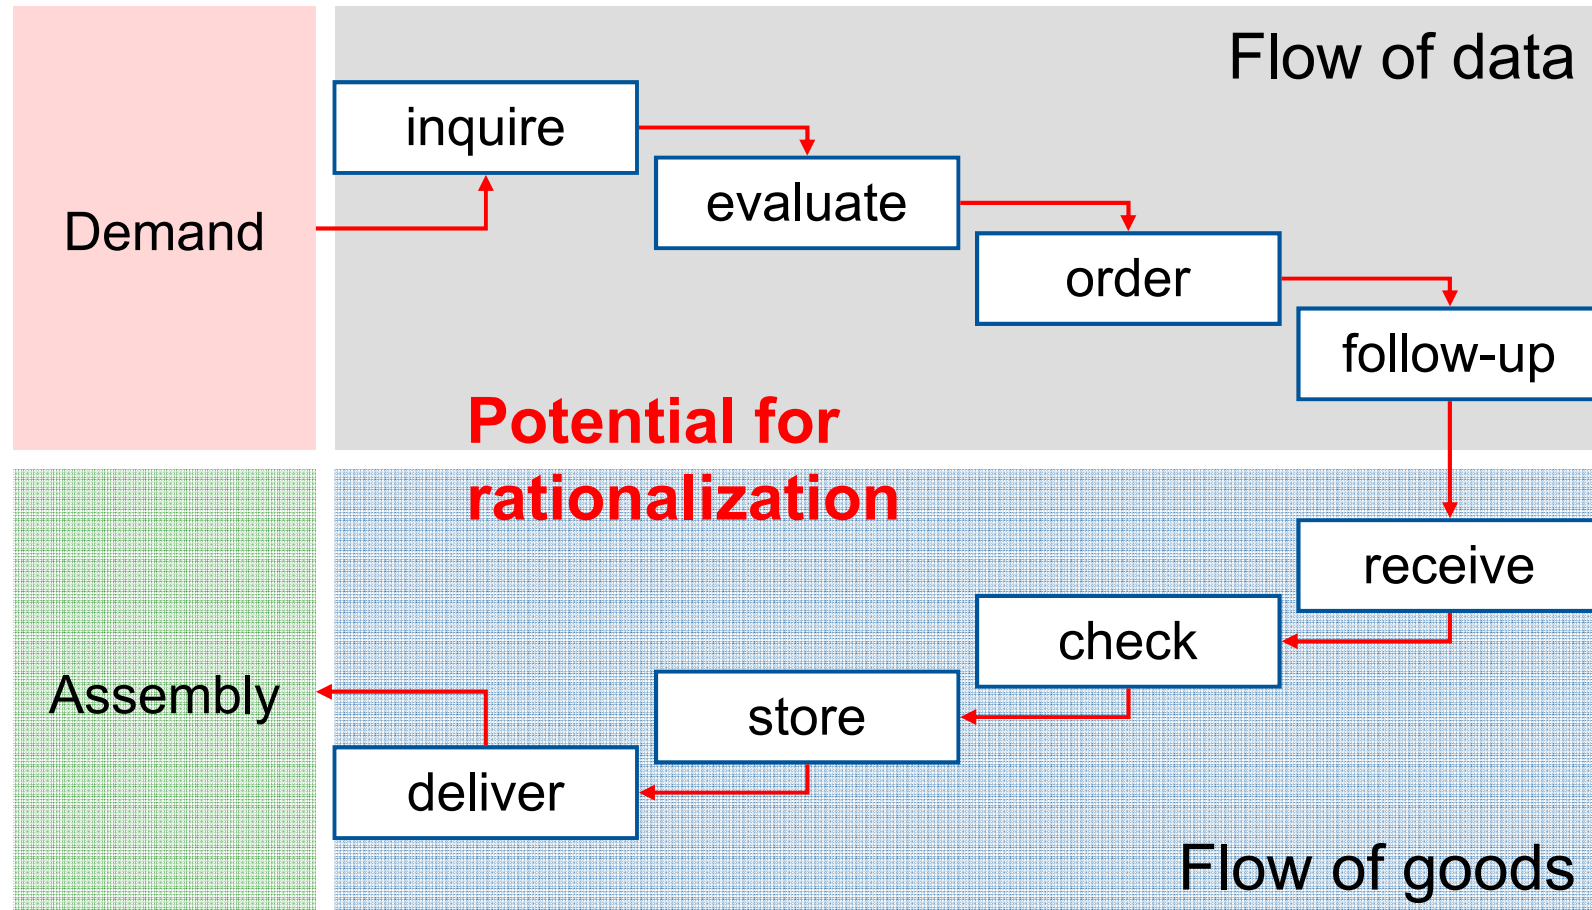 Flow of data
inquire
evaluate
Demand
order
follow-up
Potential for
rationalization
receive
check
Assembly
store
deliver
Flow of goods